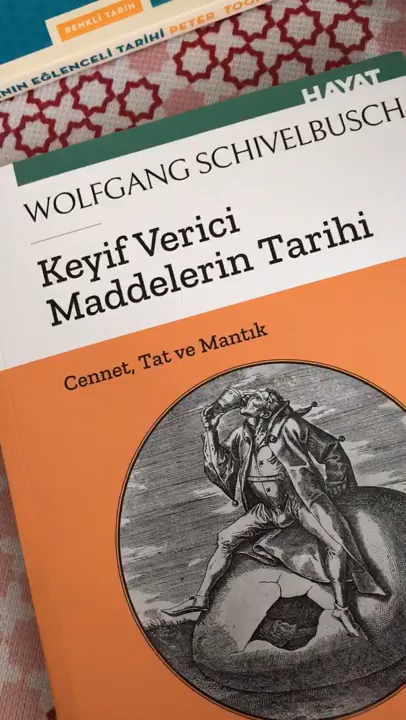 RENKLİ TARİH
NIN EĞLENCELİ TARİHİ PETER
HAYAT
WOLFGANG SCHIVELBUSCH
Keyif Verici
Maddelerin Tarihi
Cennet, Tat ve Mantık